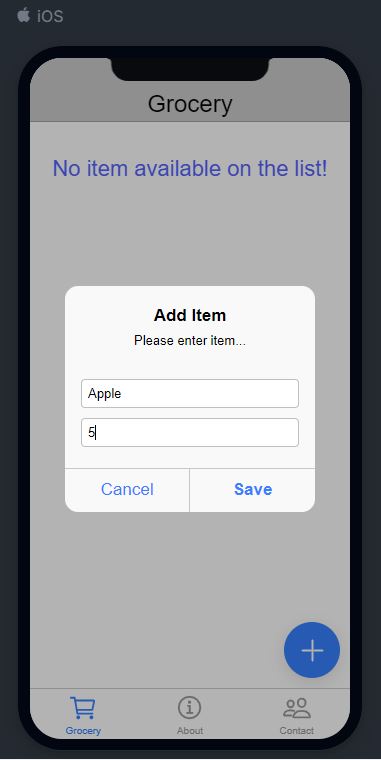 iOS
Grocery
No item available on the list!
Add Item
Please enter item...
Apple
5
Cancel
Save
Grocery
About
Contact